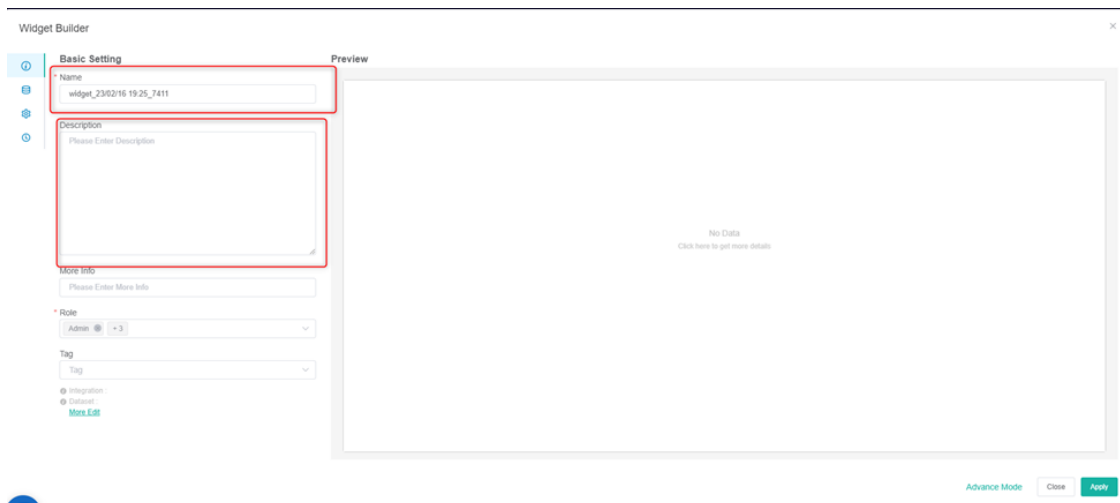 Widget Builder
×
Basic Setting
Preview
* Name
widget_23/02/16 19:25_7411
Description
Please Enter Description
No Data
Click here to get more details
More Info
Please Enter More Info
* Role
Admin
+ 3
Tag
Tag
Integration :
Dataset :
More Edit
Advance Mode
Close
Apply